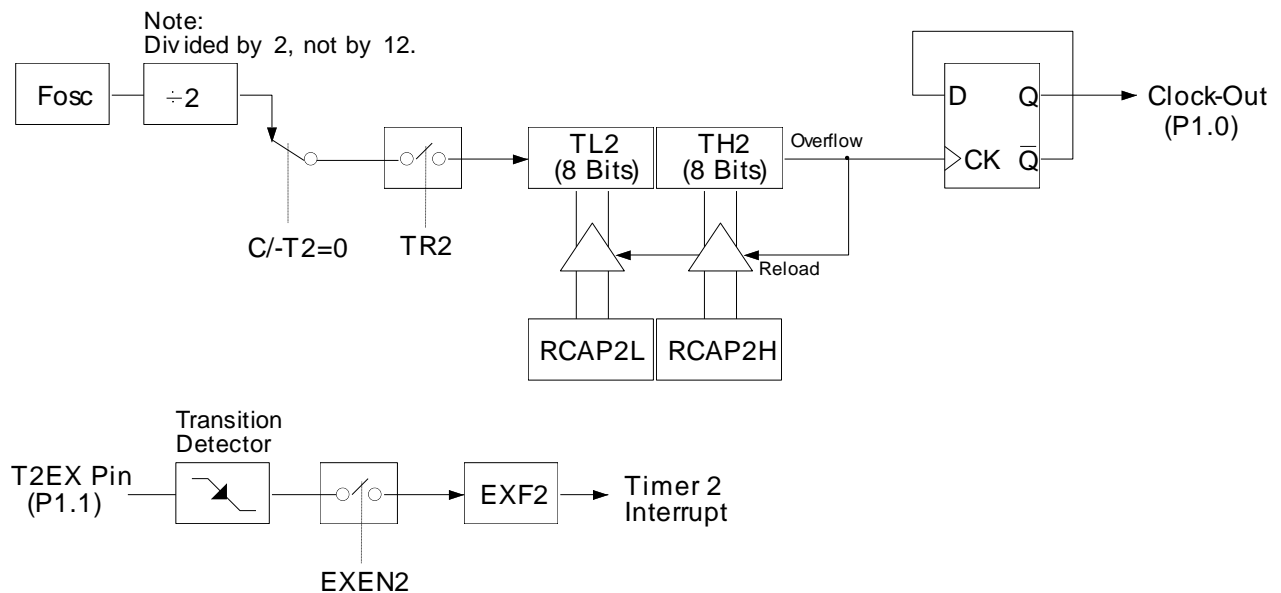 Note:
Divided by 2, not by 12.
Fosc
÷2
C/-T2=0
TR2
TL2
(8 Bits)
TH2
(8 Bits)
Overflow
Reload
RCAP2L
RCAP2H
D
Q
CK
Q̅
Clock-Out
(P1.0)
Transition
Detector
T2EX Pin
(P1.1)
EXEN2
EXF2
Timer 2
Interrupt